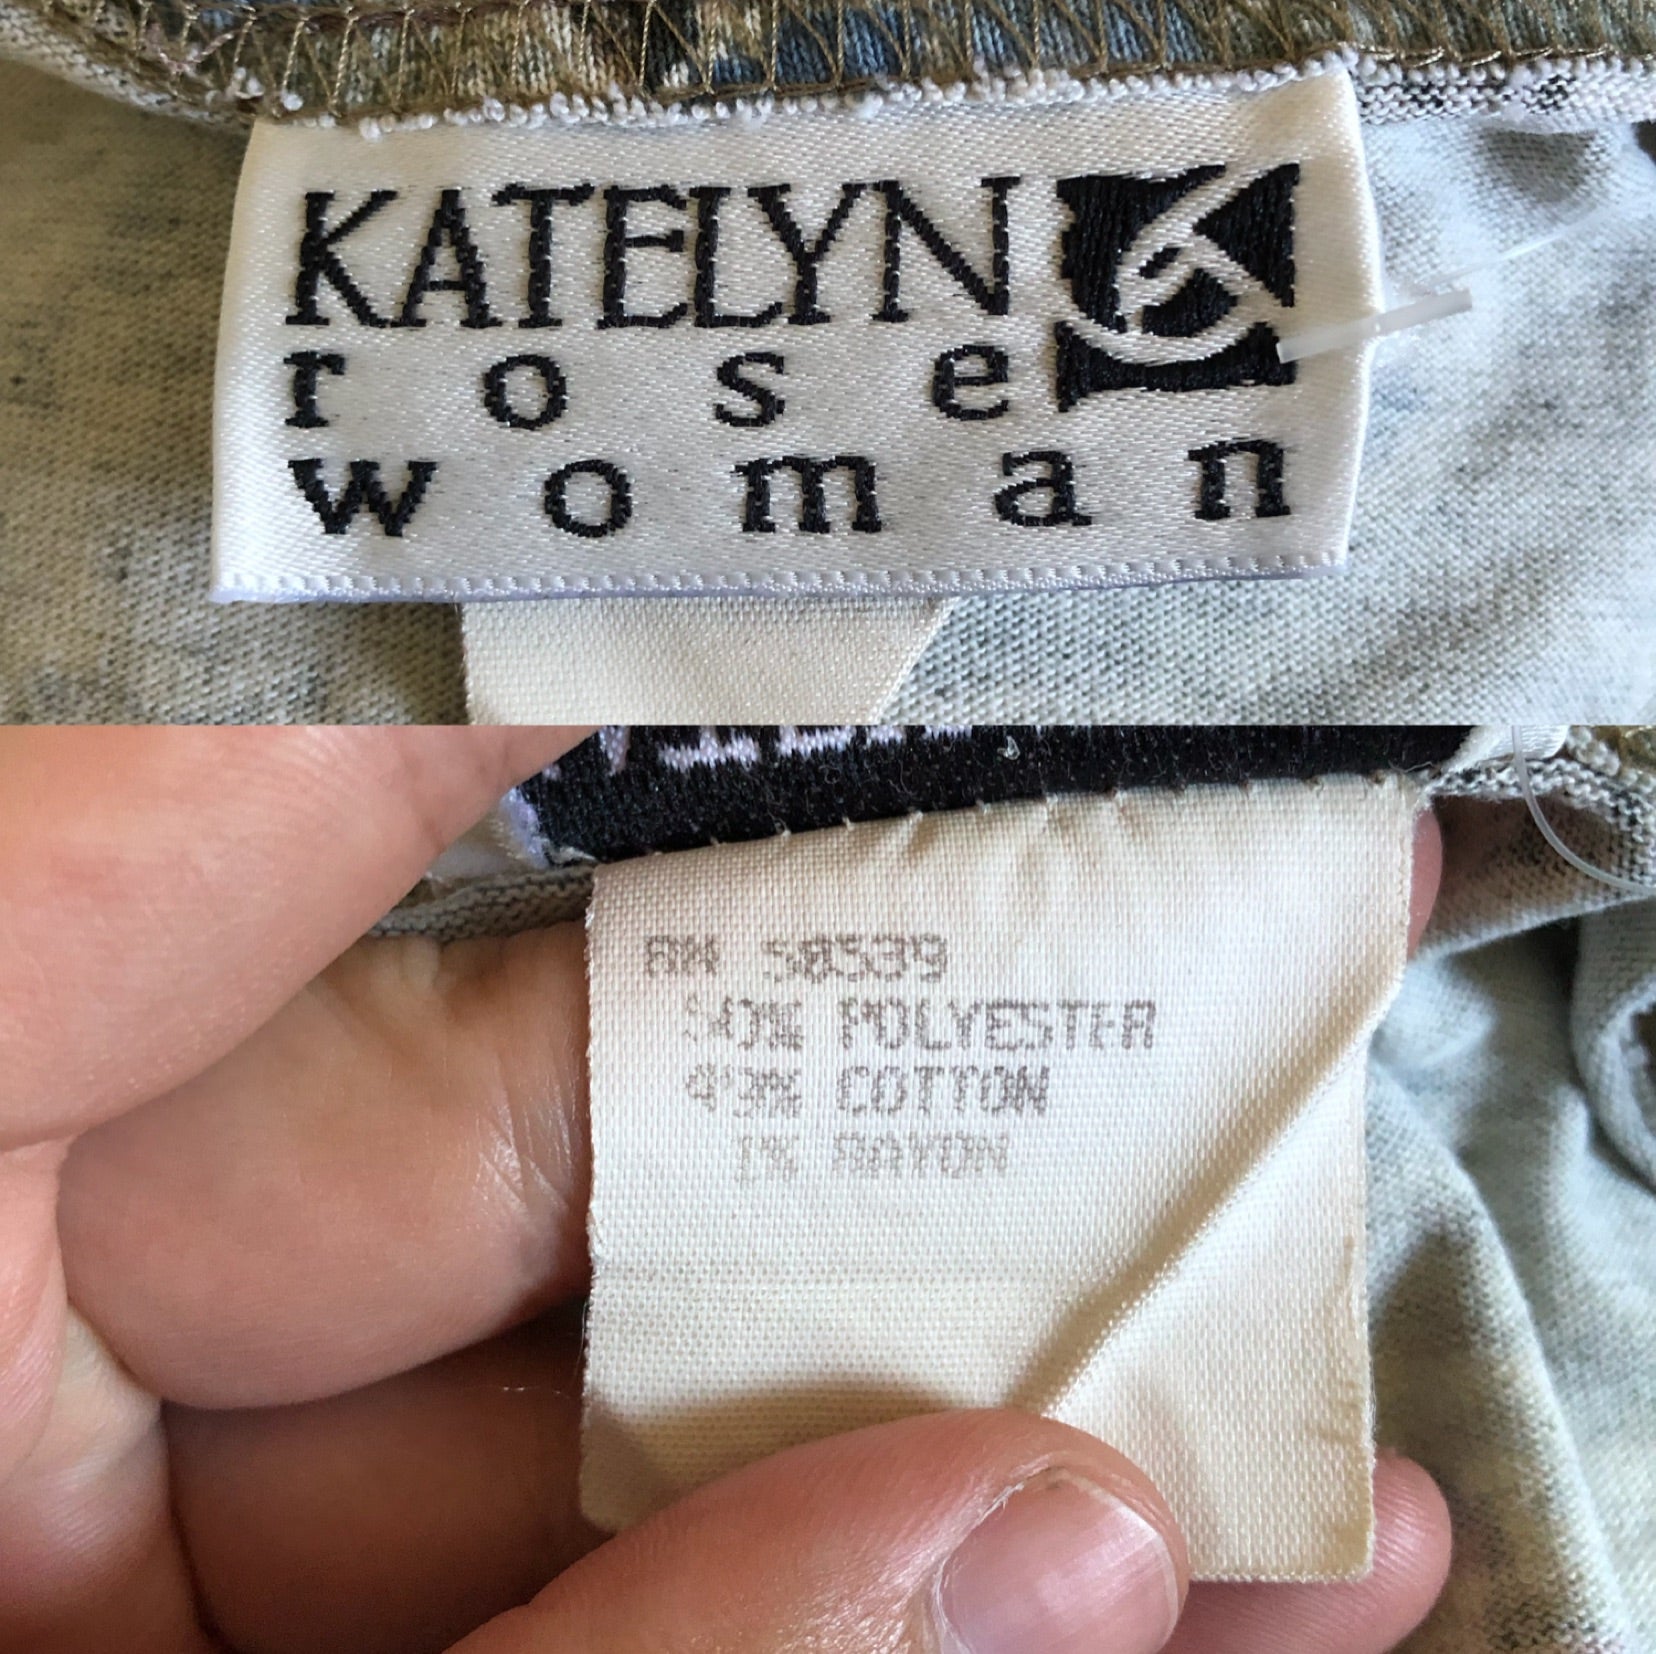 KATELYN
rose
woman
RN 58539
50% POLYESTER
49% COTTON
1% RAYON